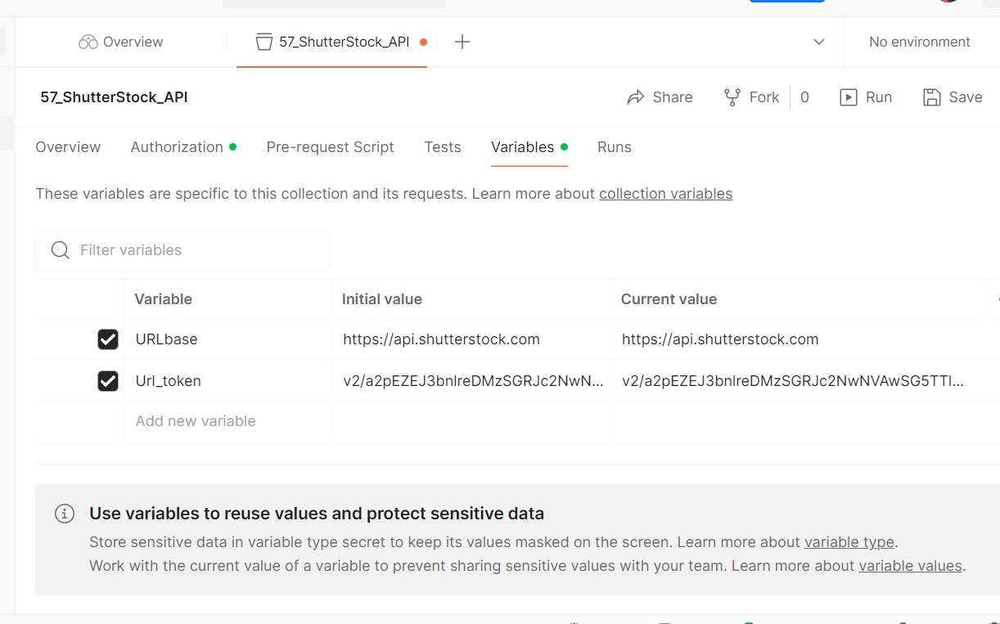 Overview
57_ShutterStock_API
No environment
57_ShutterStock_API
Share
Fork
0
Run
Save
Overview
Authorization
Pre-request Script
Tests
Variables
Runs
These variables are specific to this collection and its requests. Learn more about collection variables
Filter variables
Variable
Initial value
Current value
URLbase
https://api.shutterstock.com
https://api.shutterstock.com
Url_token
v2/a2pEZEJ3bnlreDMzSGRJc2NwN...
v2/a2pEZEJ3bnlreDMzSGRJc2NwNVAwSG5TTl...
Add new variable
Use variables to reuse values and protect sensitive data
Store sensitive data in variable type secret to keep its values masked on the screen. Learn more about variable type.
Work with the current value of a variable to prevent sharing sensitive values with your team. Learn more about variable values.